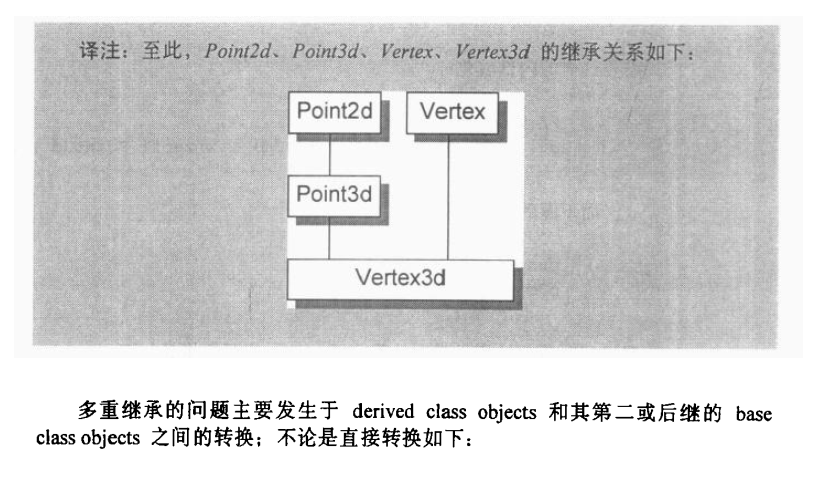 译注：至此，Point2d、Point3d、Vertex、Vertex3d 的继承关系如下：
Point2d
Vertex
Point3d
Vertex3d
多重继承的问题主要发生于 derived class objects 和其第二或后继的 base
class objects 之间的转换；不论是直接转换如下：